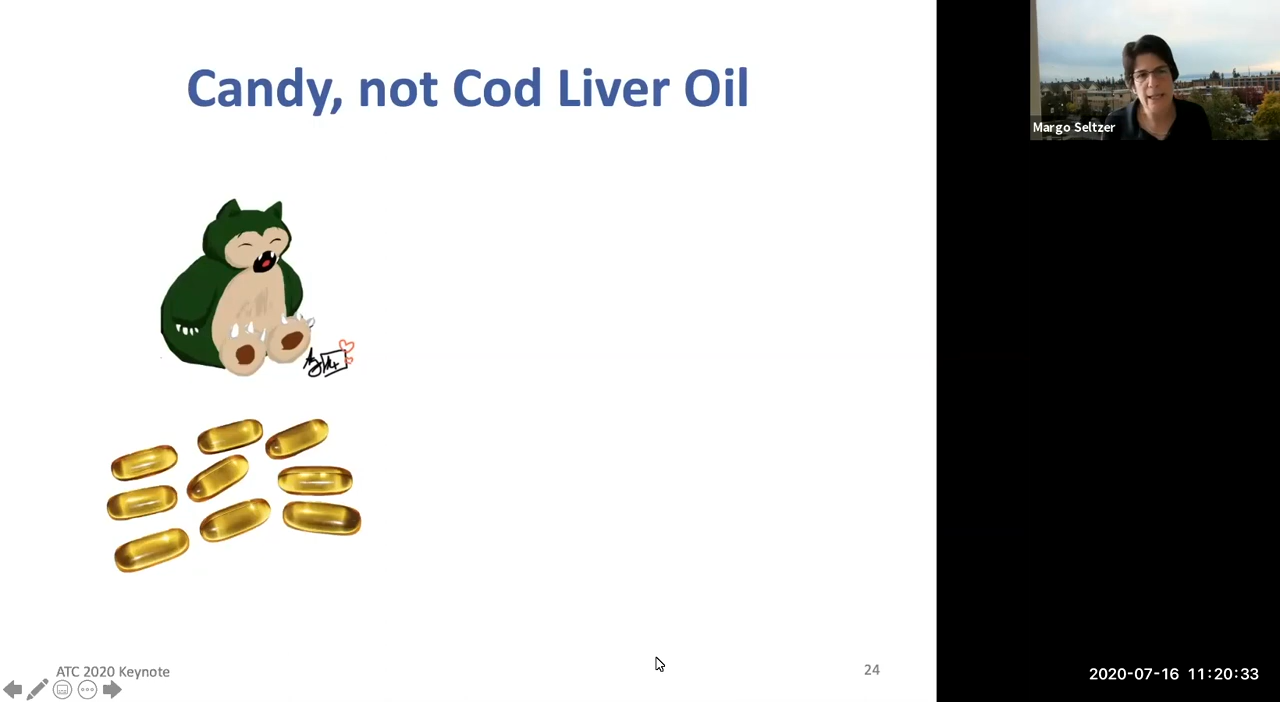 Candy, not Cod Liver Oil
Margo Seltzer
ATC 2020 Keynote
24
2020-07-16 11:20:33